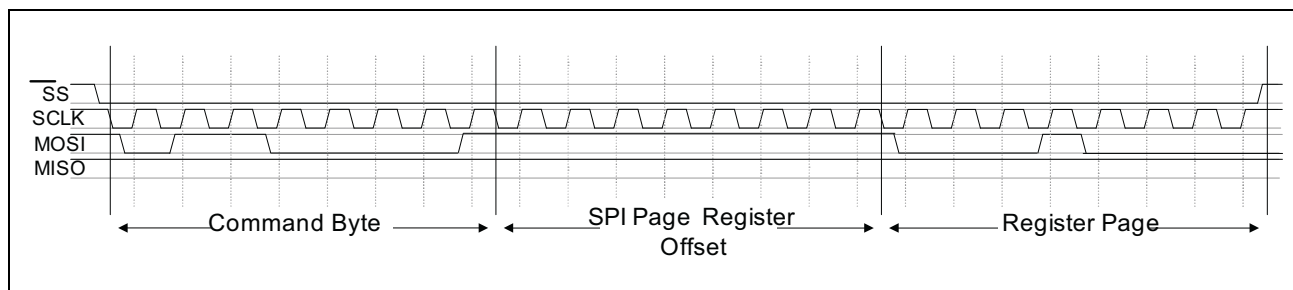 SS
SCLK
MOSI
MISO
Command Byte
SPI Page Register
Offset
Register Page